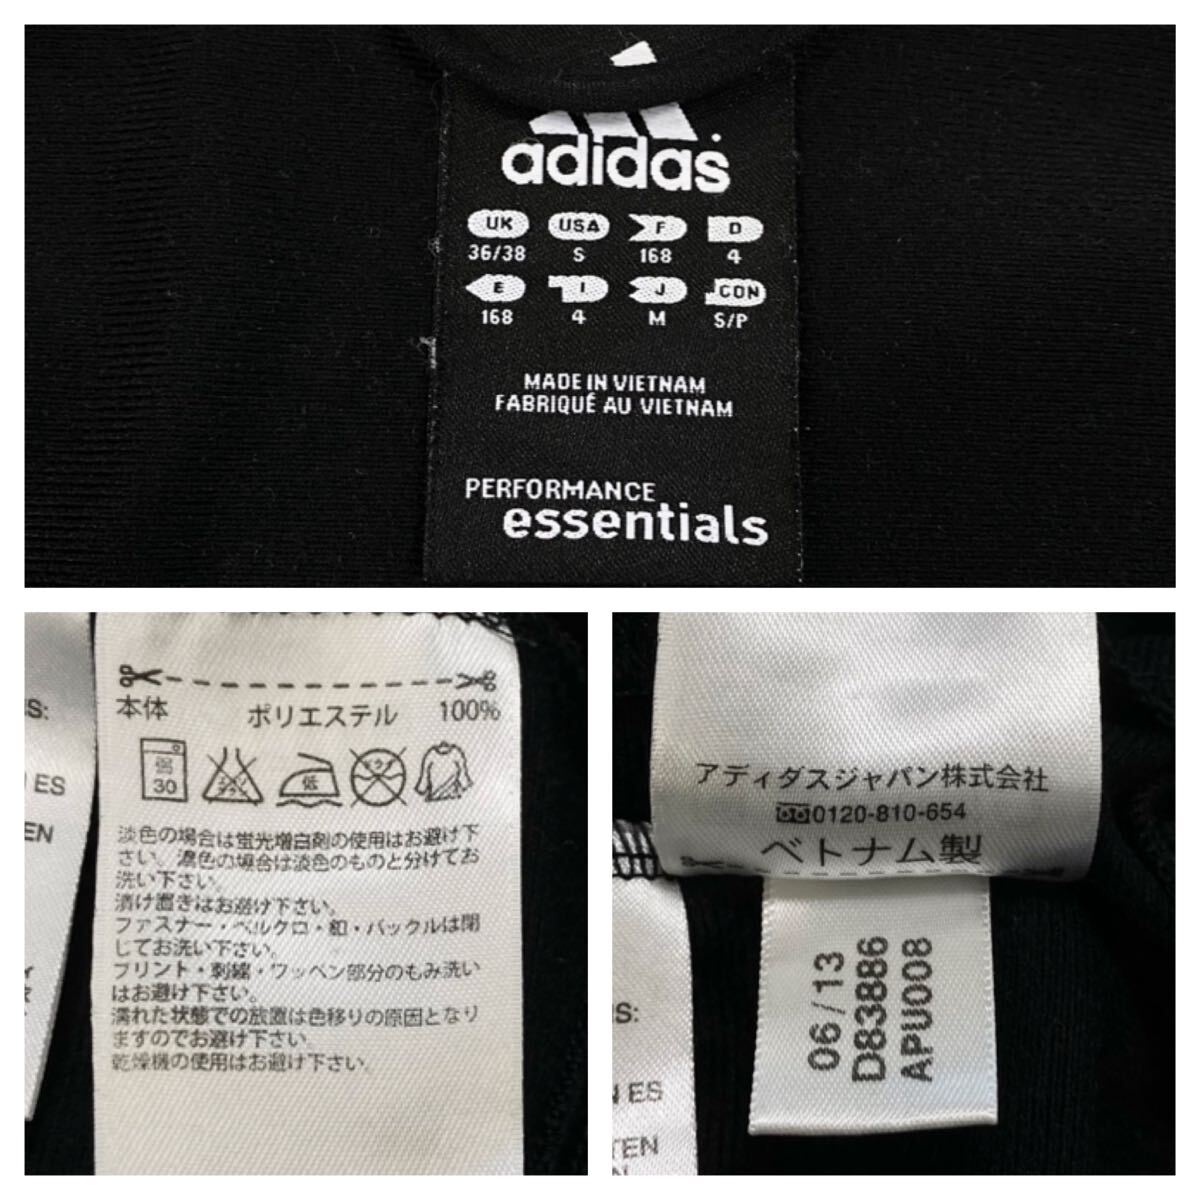 adidas
UK USA F D
36/38 S 168 4
E I J CON
168 4 M S/P
MADE IN VIETNAM
FABRIQUÉ AU VIETNAM
PERFORMANCE
essentials
S:
ES
EN
本体 ポリエステル 100%
弱 30 低
淡色の場合は蛍光増白剤の使用はお避け下
さい。濃色の場合は淡色のものと分けてお
洗い下さい。
漬け置きはお避け下さい。
ファスナー・ベルクロ・釦・バックルは閉
じてお洗い下さい。
プリント・刺繍・ワッペン部分のもみ洗い
はお避け下さい。
濡れた状態での放置は色移りの原因となり
ますのでお避け下さい。
乾燥機の使用はお避け下さい。
アディダスジャパン株式会社
0120-810-654
ベトナム製
06/13
D83886
APU008
S:
ES
TEN